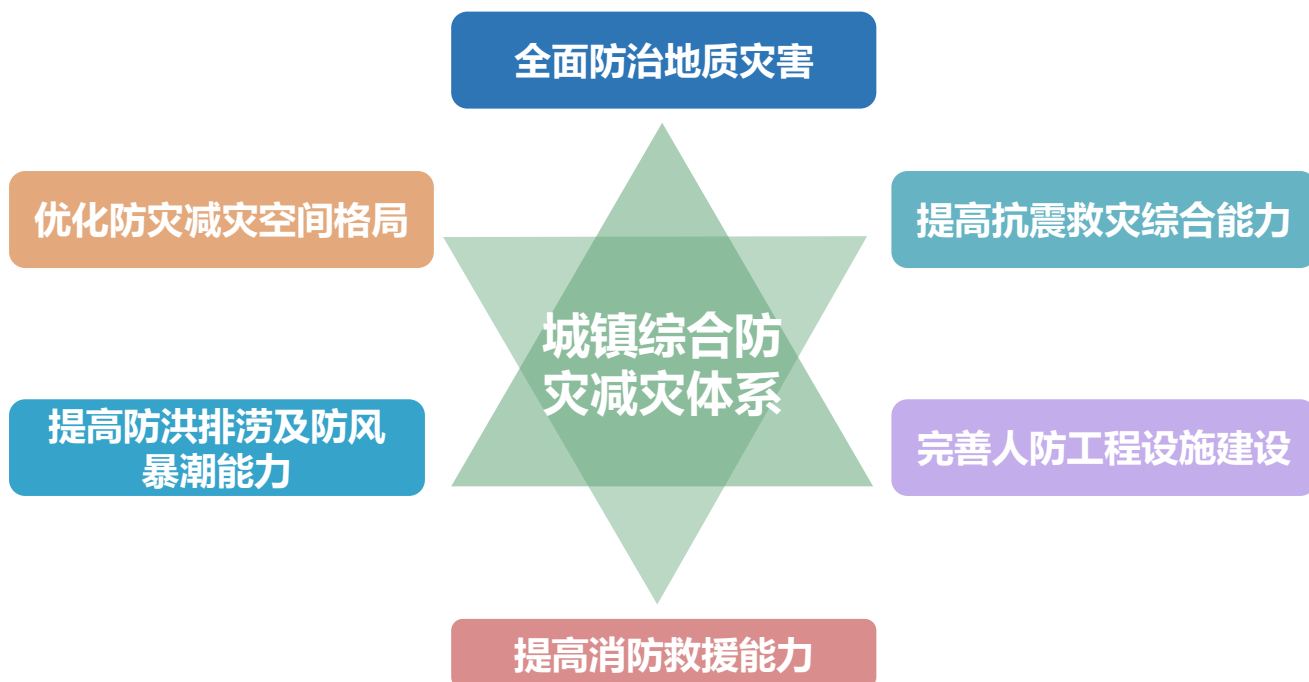 全面防治地质灾害
优化防灾减灾空间格局
提高抗震救灾综合能力
城镇综合防
灾减灾体系
提高防洪排涝及防风
暴潮能力
完善人防工程设施建设
提高消防救援能力